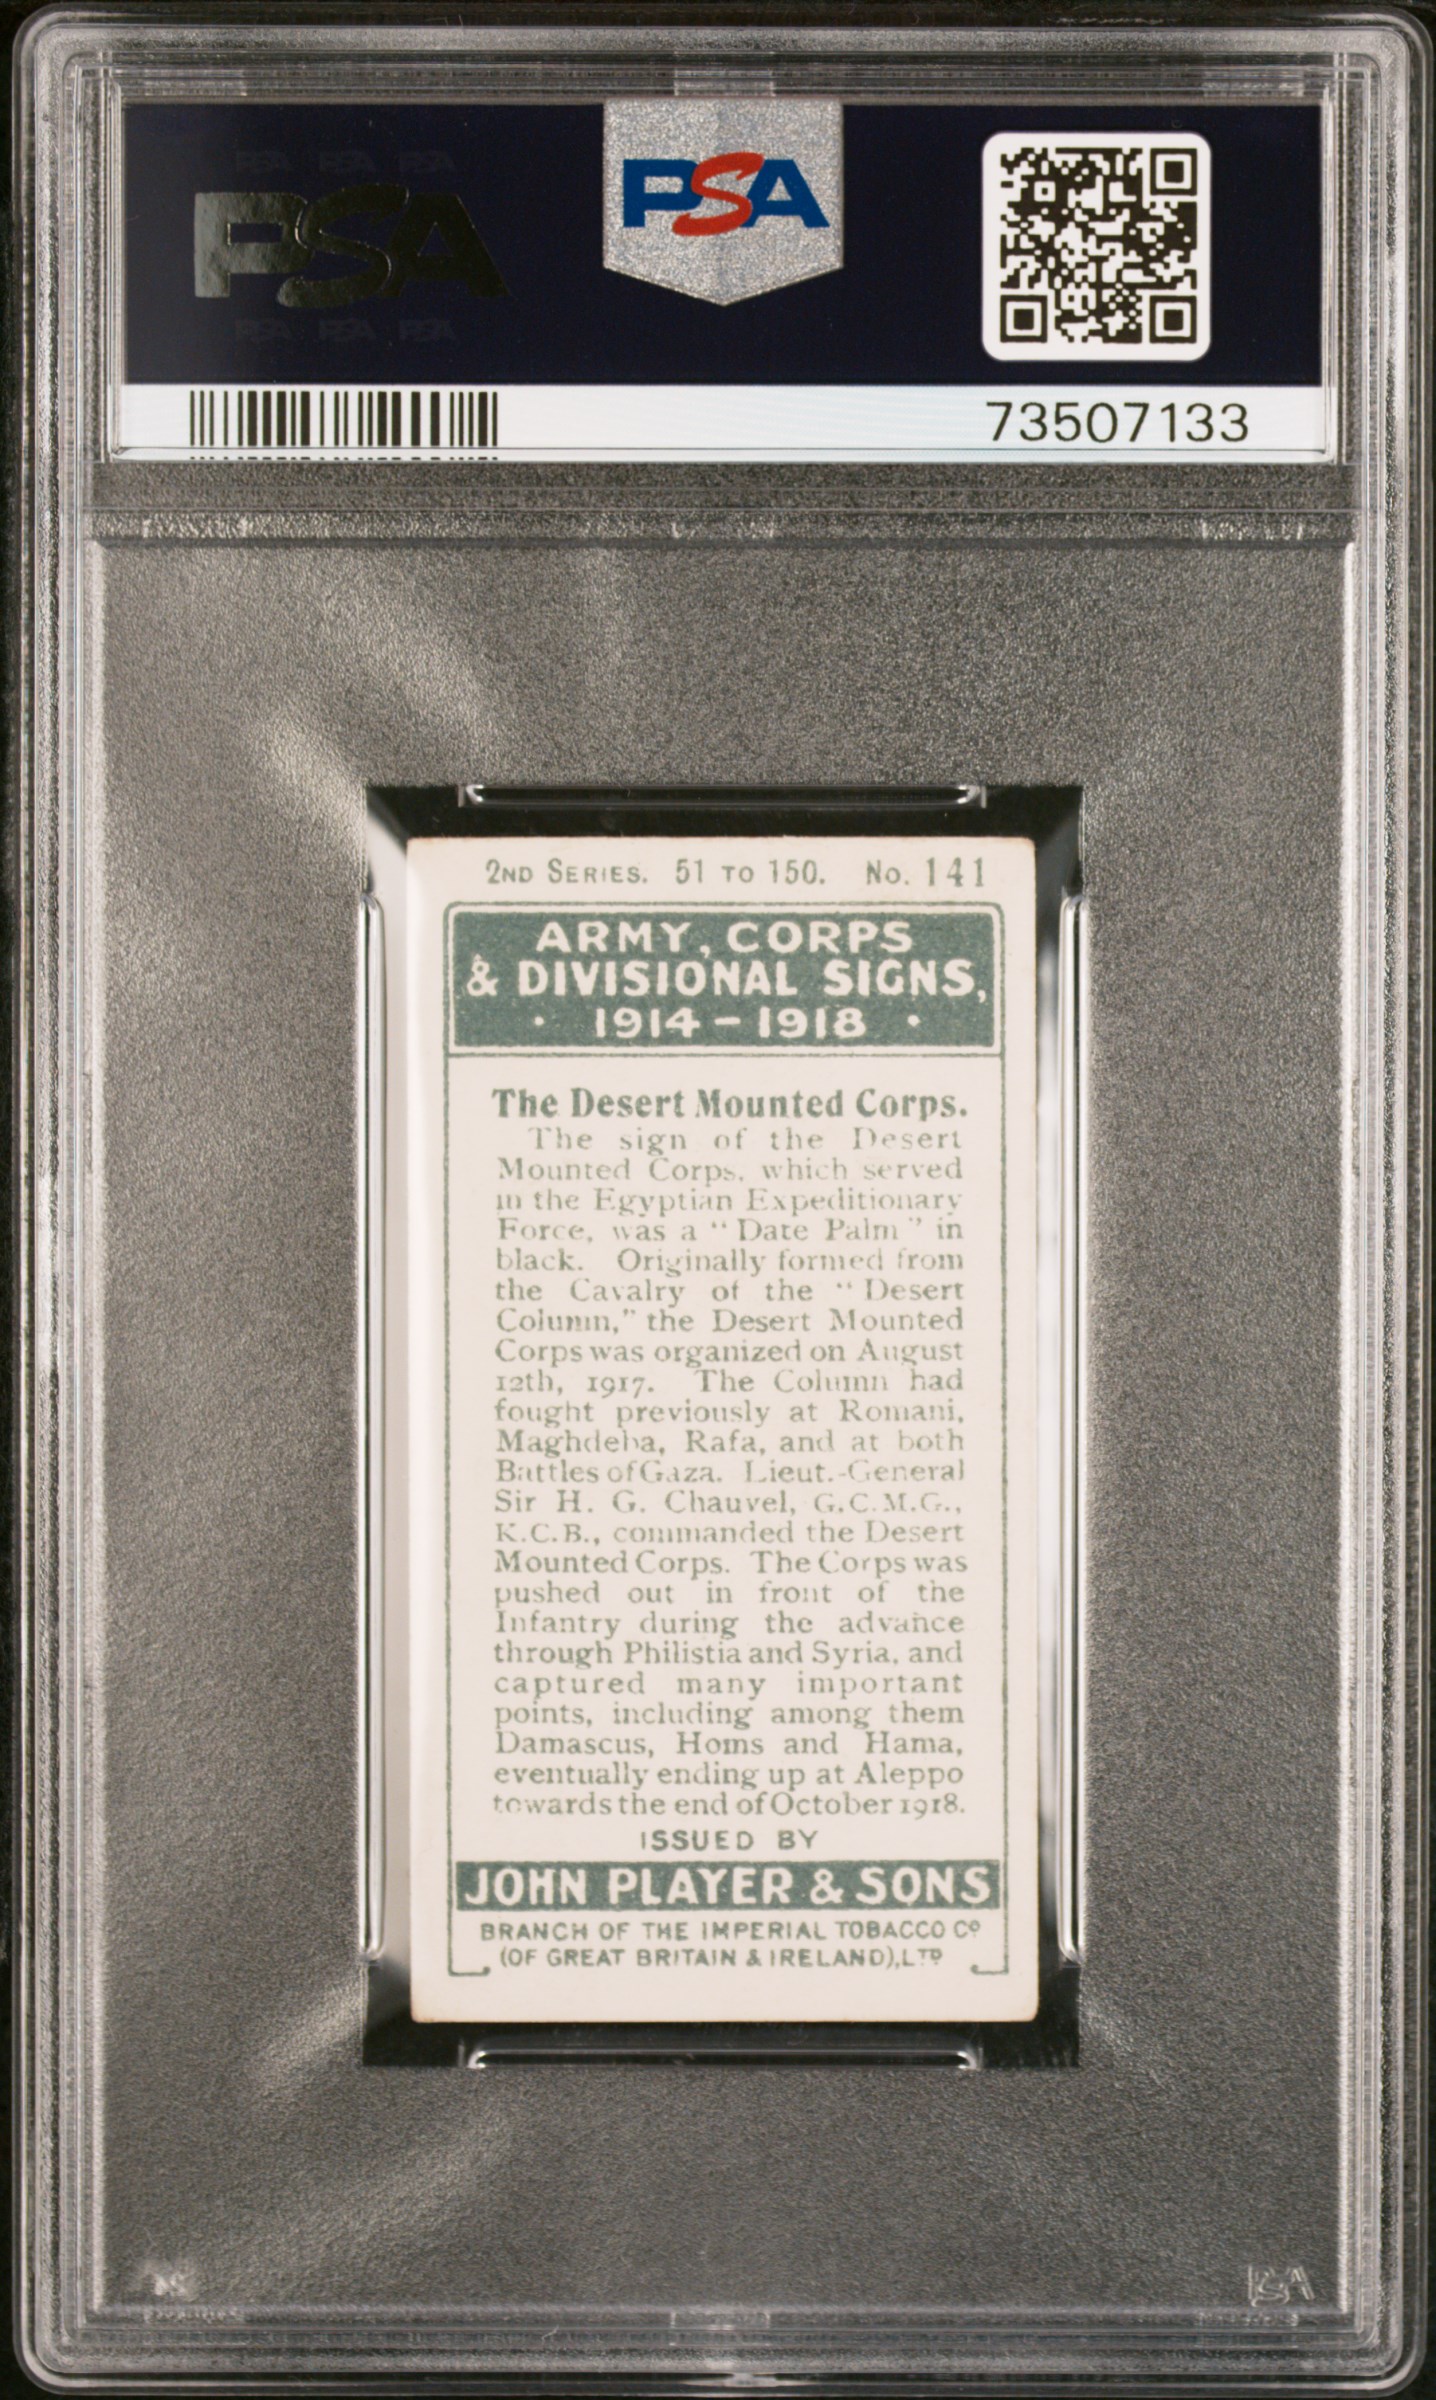 PSA
PSA
73507133
2ND SERIES. 51 TO 150. No. 141
ARMY, CORPS
& DIVISIONAL SIGNS,
· 1914-1918 ·
The Desert Mounted Corps.
The sign of the Desert
Mounted Corps, which served
in the Egyptian Expeditionary
Force, was a "Date Palm" in
black. Originally formed from
the Cavalry of the "Desert
Column," the Desert Mounted
Corps was organized on August
12th, 1917. The Column had
fought previously at Romani,
Maghdeba, Rafa, and at both
Battles of Gaza. Lieut.-General
Sir H. G. Chauvel, G.C.M.G.,
K.C.B., commanded the Desert
Mounted Corps. The Corps was
pushed out in front of the
Infantry during the advance
through Philistia and Syria, and
captured many important
points, including among them
Damascus, Homs and Hama,
eventually ending up at Aleppo
towards the end of October 1918.
ISSUED BY
JOHN PLAYER & SONS
BRANCH OF THE IMPERIAL TOBACCO Co
(OF GREAT BRITAIN & IRELAND), LTD
PSA